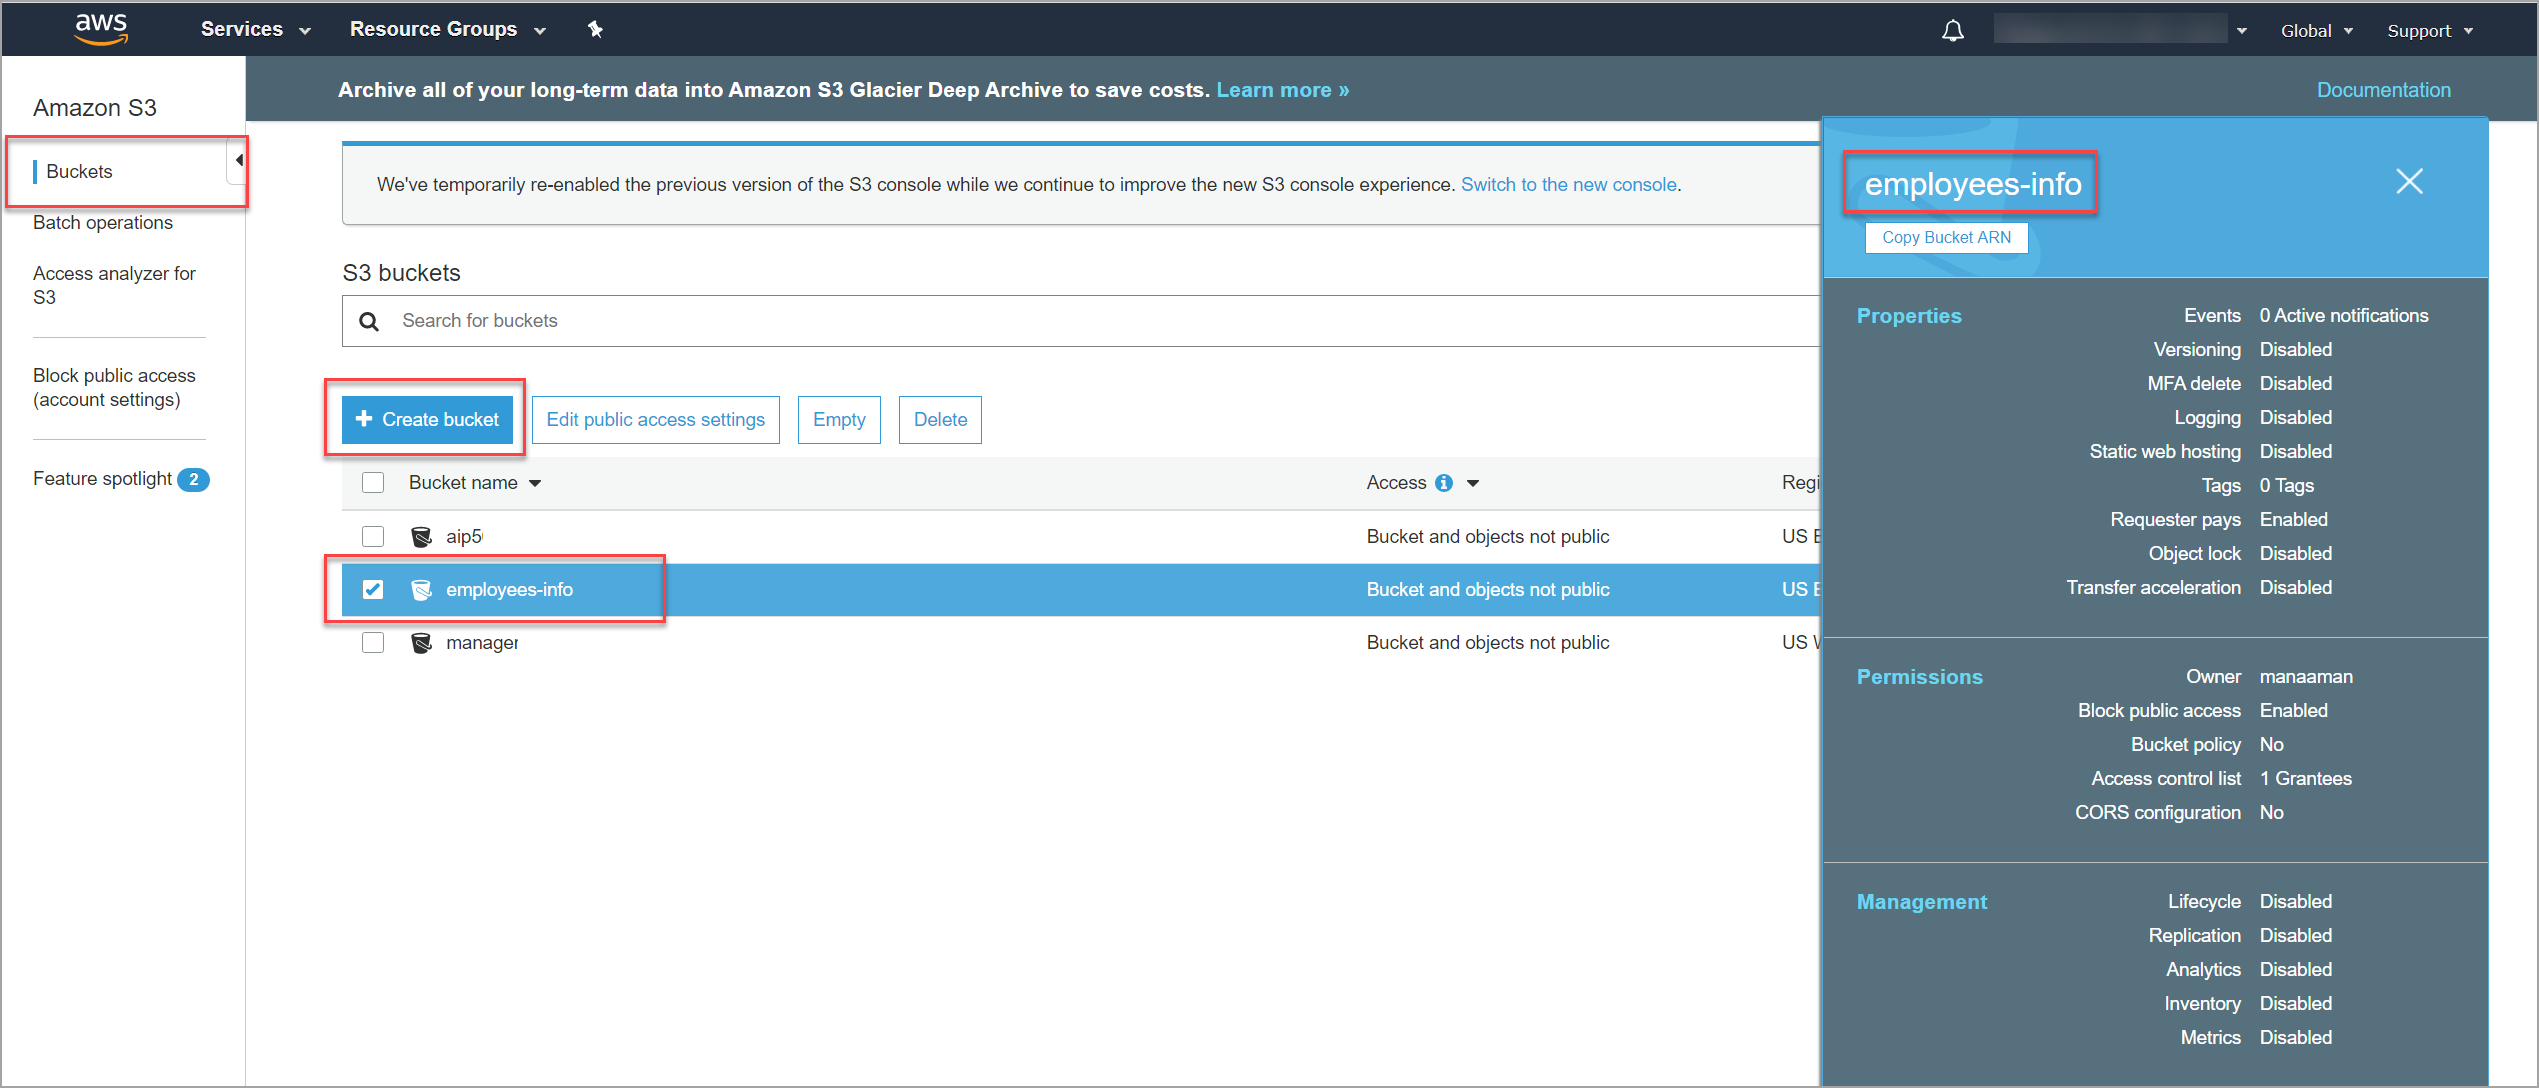 aws Services Resource Groups Global Support
Amazon S3
Buckets
Batch operations
Access analyzer for
S3
Block public access
(account settings)
Feature spotlight 2
Archive all of your long-term data into Amazon S3 Glacier Deep Archive to save costs. Learn more »
Documentation
We've temporarily re-enabled the previous version of the S3 console while we continue to improve the new S3 console experience. Switch to the new console.
S3 buckets
Search for buckets
+ Create bucket Edit public access settings Empty Delete
Bucket name Access Regi
aip5 Bucket and objects not public US E
employees-info Bucket and objects not public US E
manager Bucket and objects not public US W
employees-info
Copy Bucket ARN
Properties
Events 0 Active notifications
Versioning Disabled
MFA delete Disabled
Logging Disabled
Static web hosting Disabled
Tags 0 Tags
Requester pays Enabled
Object lock Disabled
Transfer acceleration Disabled
Permissions
Owner manaaman
Block public access Enabled
Bucket policy No
Access control list 1 Grantees
CORS configuration No
Management
Lifecycle Disabled
Replication Disabled
Analytics Disabled
Inventory Disabled
Metrics Disabled